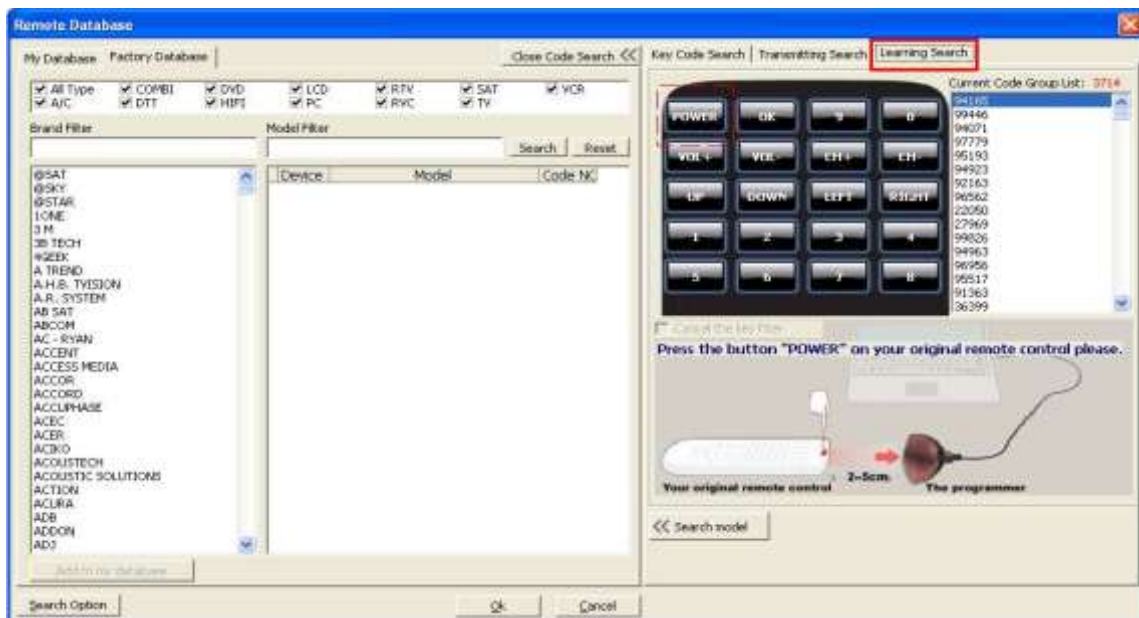 Remote Database
My Database Factory Database Close Code Search <<
Key Code Search Transmitting Search Learning Search
All Type COMBI DVD LCD RTV SAT VCR
A/C DTT HIFI PC RVC TV
Brand Filter Model Filter
Search Reset
Device Model Code NO
@SAT
@SKY
@STAR
1ONE
3 M
3B TECH
4GEEK
A TREND
A.H.B. TVISION
A.R. SYSTEM
AB SAT
ABCOM
AC - RYAN
ACCENT
ACCESS MEDIA
ACCOR
ACCORD
ACCUPHASE
ACEC
ACER
ACIKO
ACOUSTECH
ACOUSTIC SOLUTIONS
ACTION
ACURA
ADB
ADDON
ADJ
Add to my database
Search Option Ok Cancel
POWER OK 9 0
VOL+ VOL- CH+ CH-
UP DOWN LEFT RIGHT
1 2 3 4
5 6 7 8
Current Code Group List: 3714
94165
99446
94071
97779
95193
94923
92163
96562
22050
27969
99826
94963
96956
95517
91363
36399
Cancel the key filter
Press the button "POWER" on your original remote control please.
2~5cm
Your original remote control The programmer
<< Search model